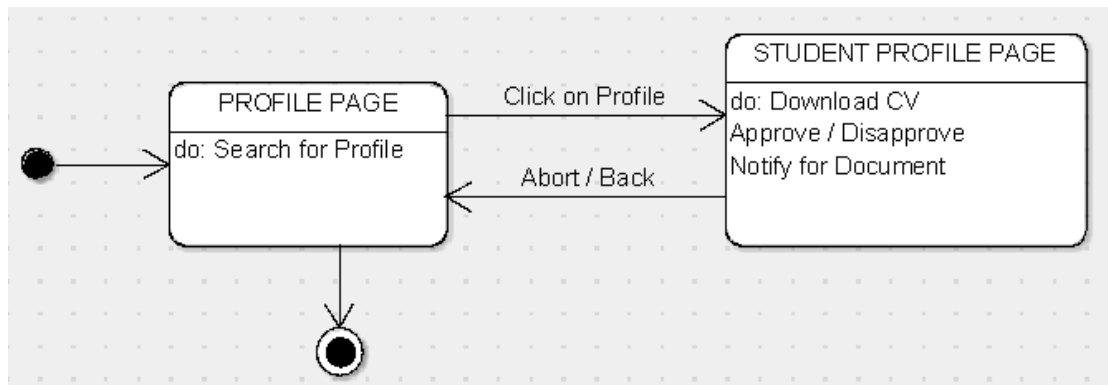 PROFILE PAGE
do: Search for Profile
Click on Profile
Abort / Back
STUDENT PROFILE PAGE
do: Download CV
Approve / Disapprove
Notify for Document